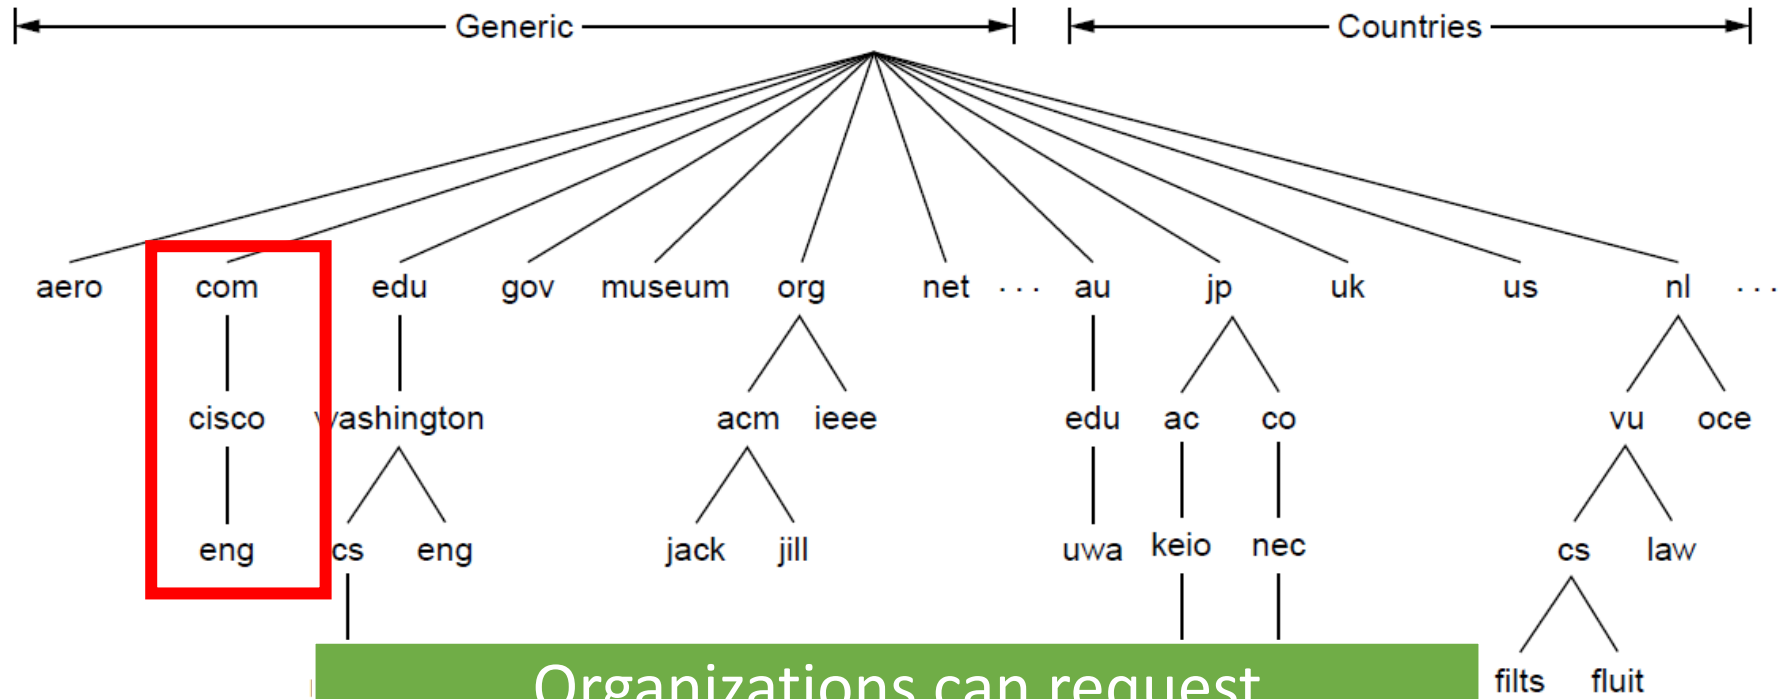 Generic Countries
aero com edu gov museum org net ... au jp uk us nl ...
cisco washington acm ieee edu ac co vu oce
eng cs eng jack jill uwa keio nec cs law
Organizations can request filts fluit